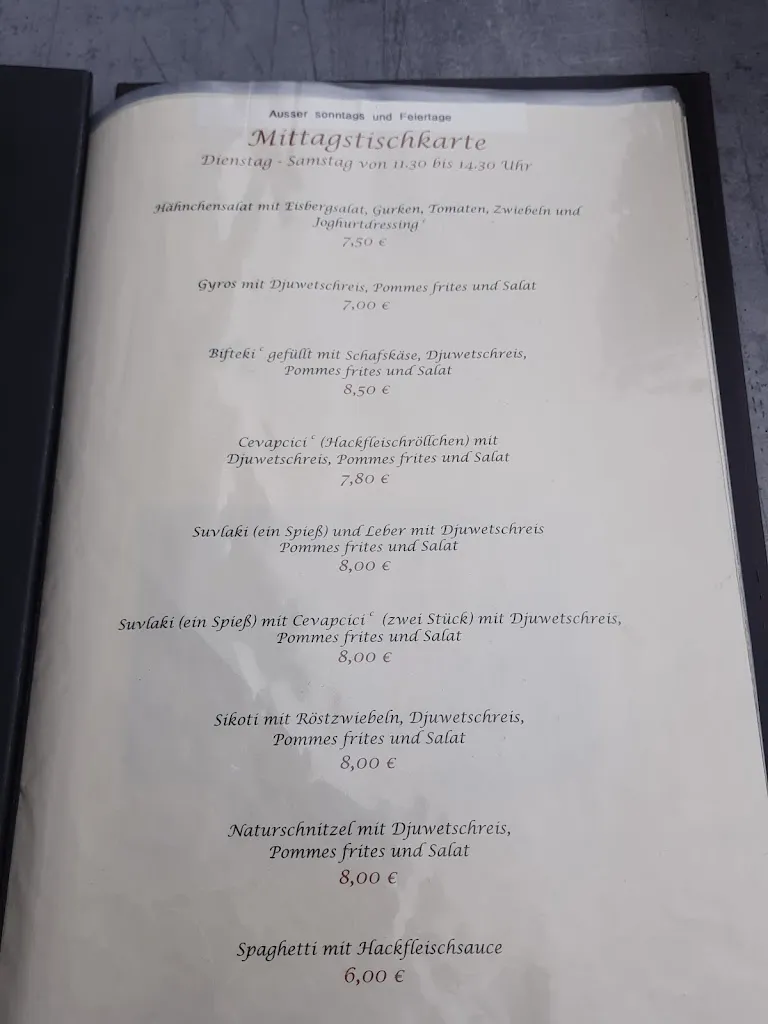 Ausser sonntags und Feiertage
Mittagstischkarte
Dienstag - Samstag von 11.30 bis 14.30 Uhr
Hähnchensalat mit Eisbergsalat, Gurken, Tomaten, Zwiebeln und
Joghurtdressing ᶜ
7,50 €
Gyros mit Djuwetschreis, Pommes frites und Salat
7,00 €
Bifteki ᶜ gefüllt mit Schafskäse, Djuwetschreis,
Pommes frites und Salat
8,50 €
Cevapcici ᶜ (Hackfleischröllchen) mit
Djuwetschreis, Pommes frites und Salat
7,80 €
Suvlaki (ein Spieß) und Leber mit Djuwetschreis
Pommes frites und Salat
8,00 €
Suvlaki (ein Spieß) mit Cevapcici ᶜ (zwei Stück) mit Djuwetschreis,
Pommes frites und Salat
8,00 €
Sikoti mit Röstzwiebeln, Djuwetschreis,
Pommes frites und Salat
8,00 €
Naturschnitzel mit Djuwetschreis,
Pommes frites und Salat
8,00 €
Spaghetti mit Hackfleischsauce
6,00 €